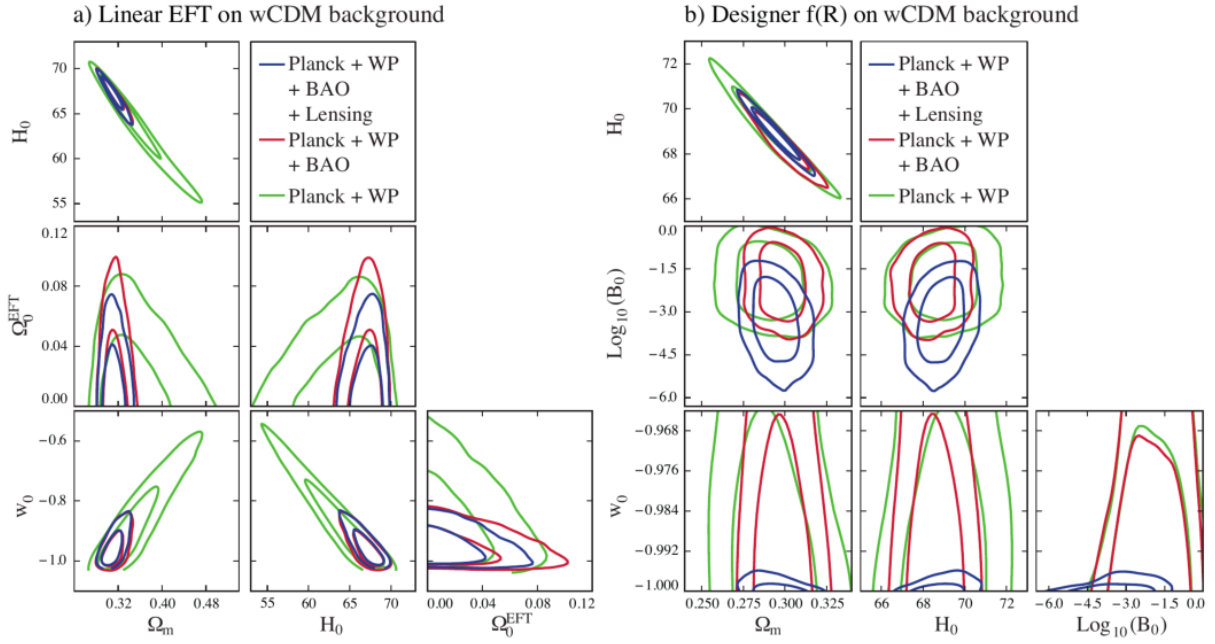 a) Linear EFT on wCDM background
b) Designer f(R) on wCDM background
70
65
60
55
H₀
Planck + WP
+ BAO
+ Lensing
Planck + WP
+ BAO
Planck + WP
0.12
0.08
0.04
0.00
Ω₀^EFT
−0.6
−0.8
−1.0
w₀
0.32 0.40 0.48
Ωₘ
55 60 65 70
H₀
0.00 0.04 0.08 0.12
Ω₀^EFT
72
70
68
66
H₀
Planck + WP
+ BAO
+ Lensing
Planck + WP
+ BAO
Planck + WP
0.0
−1.5
−3.0
−4.5
−6.0
Log₁₀(B₀)
−0.968
−0.976
−0.984
−0.992
−1.000
w₀
0.250 0.275 0.300 0.325
Ωₘ
66 68 70 72
H₀
−6.0 −4.5 −3.0 −1.5 0.0
Log₁₀(B₀)